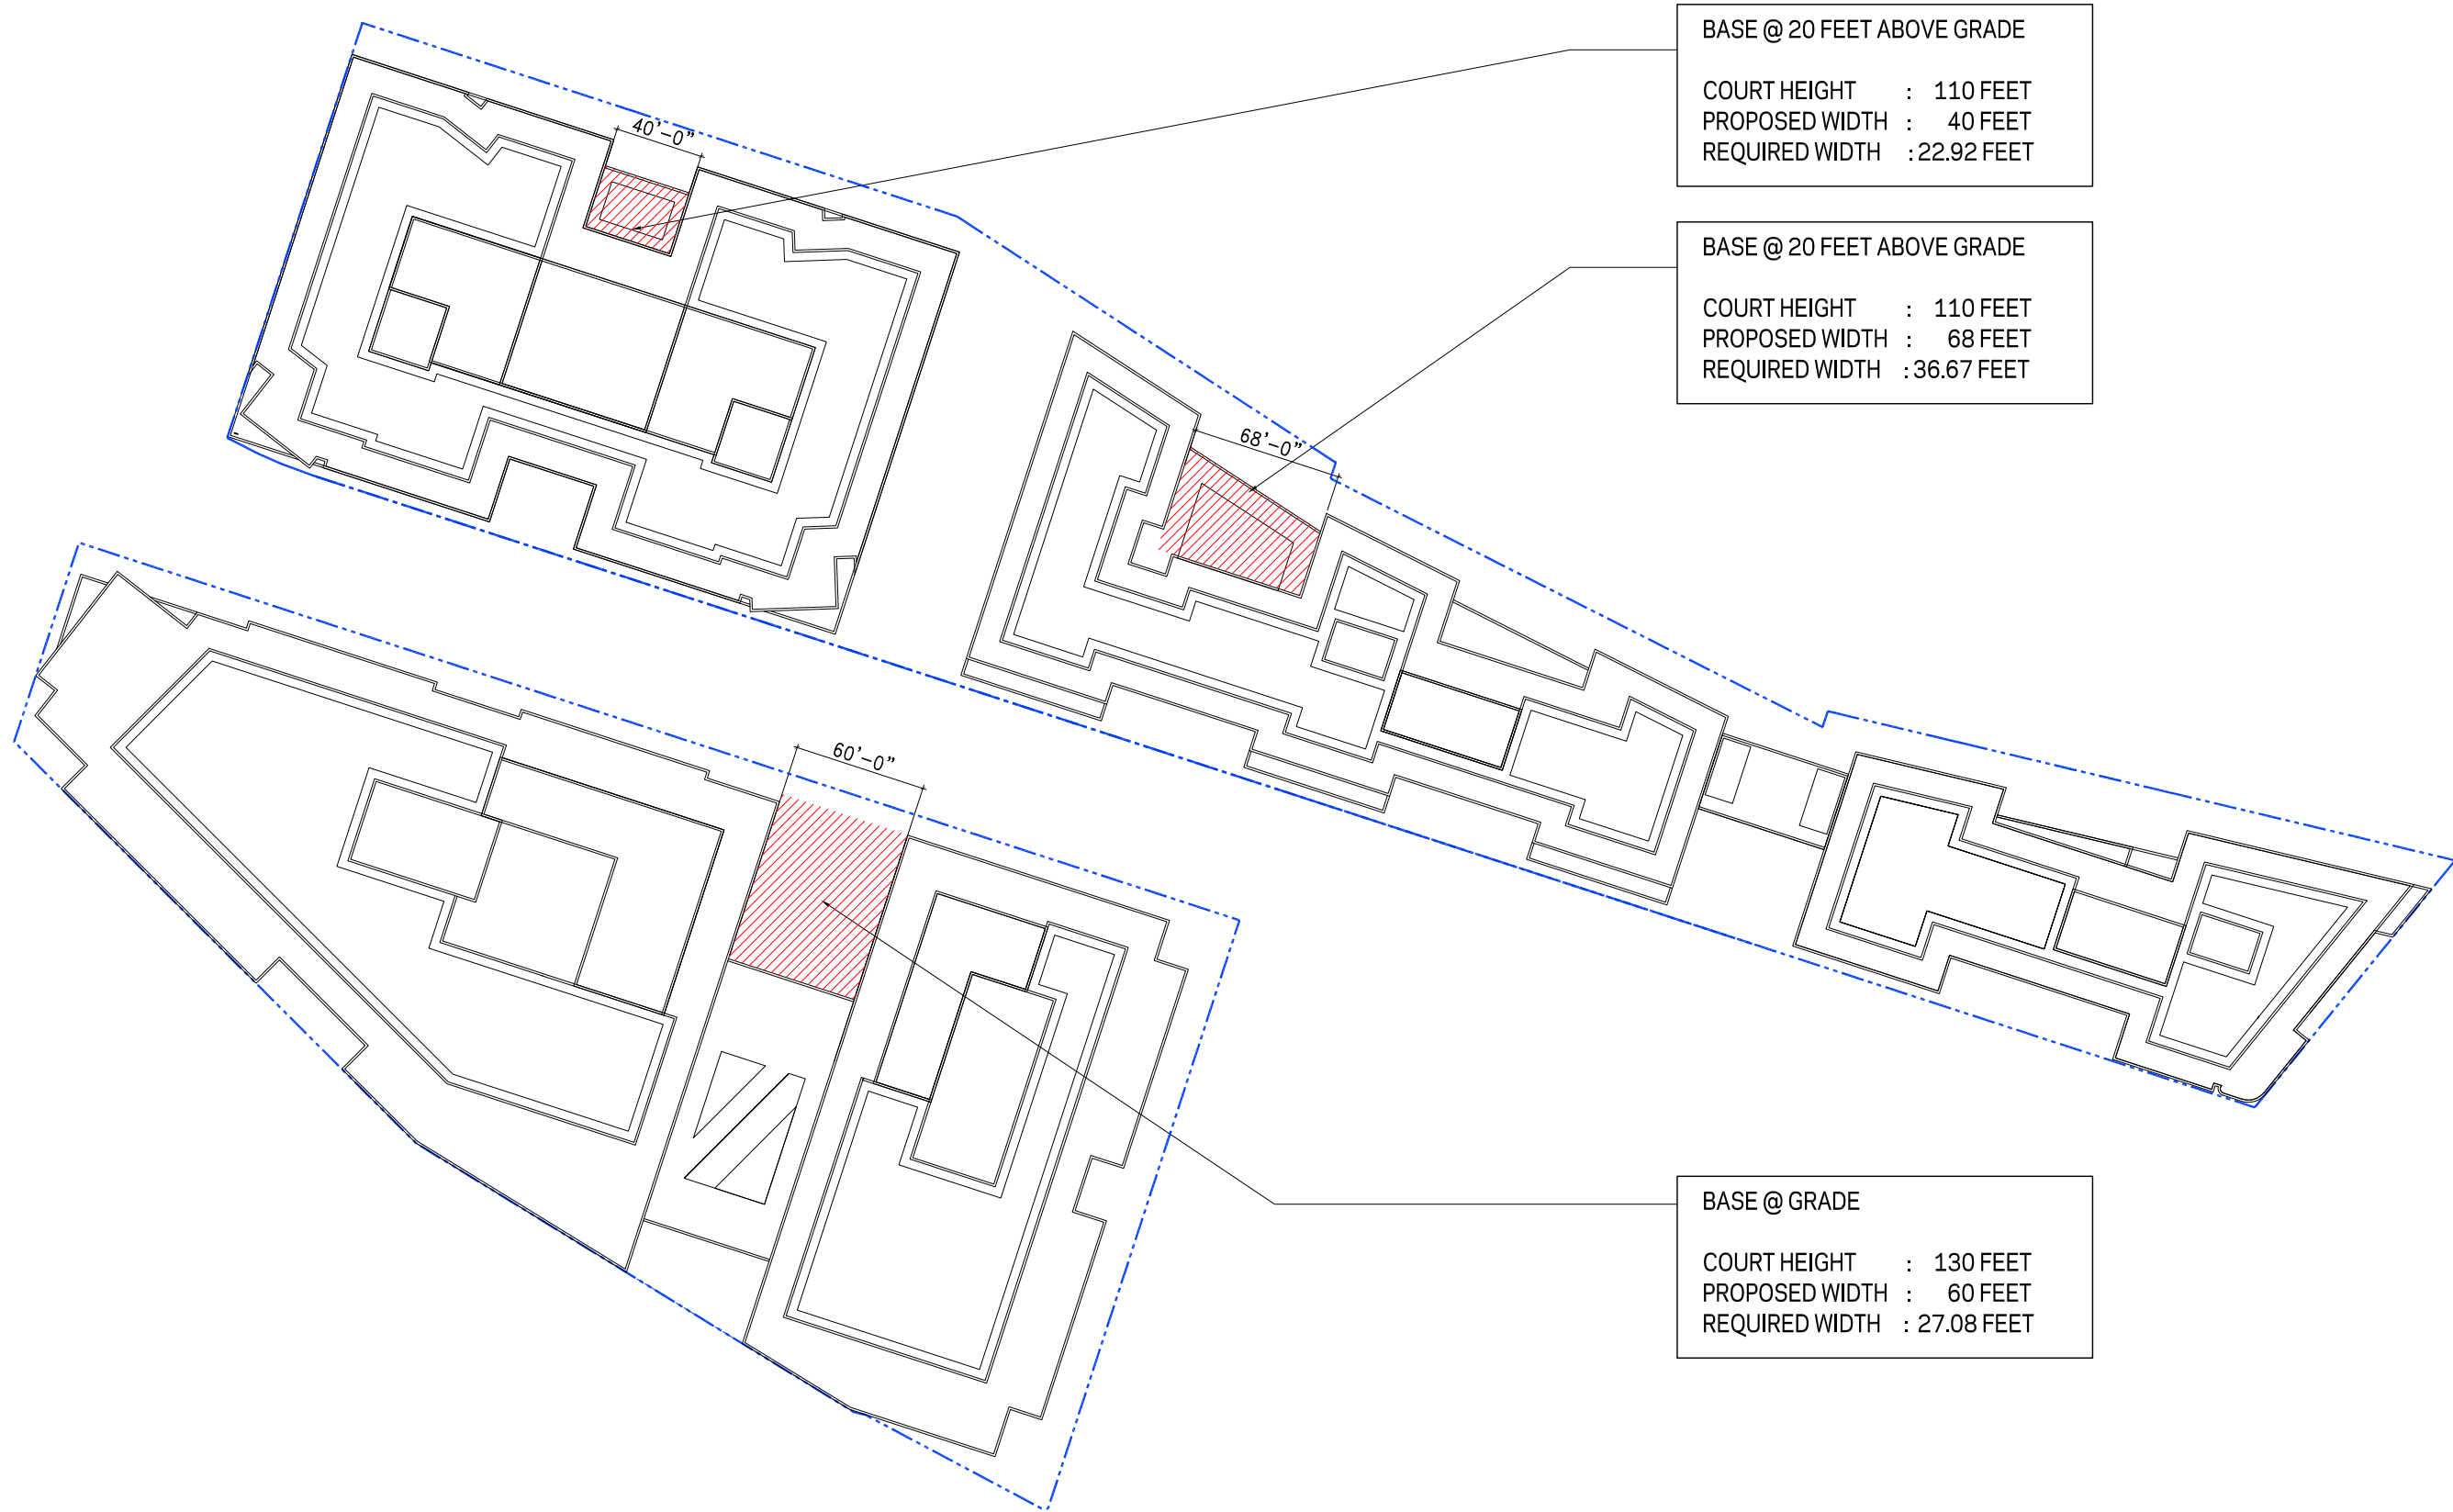 BASE @ 20 FEET ABOVE GRADE
COURT HEIGHT : 110 FEET
PROPOSED WIDTH : 40 FEET
REQUIRED WIDTH : 22.92 FEET
40'-0"
BASE @ 20 FEET ABOVE GRADE
COURT HEIGHT : 110 FEET
PROPOSED WIDTH : 68 FEET
REQUIRED WIDTH : 36.67 FEET
68'-0"
60'-0"
BASE @ GRADE
COURT HEIGHT : 130 FEET
PROPOSED WIDTH : 60 FEET
REQUIRED WIDTH : 27.08 FEET